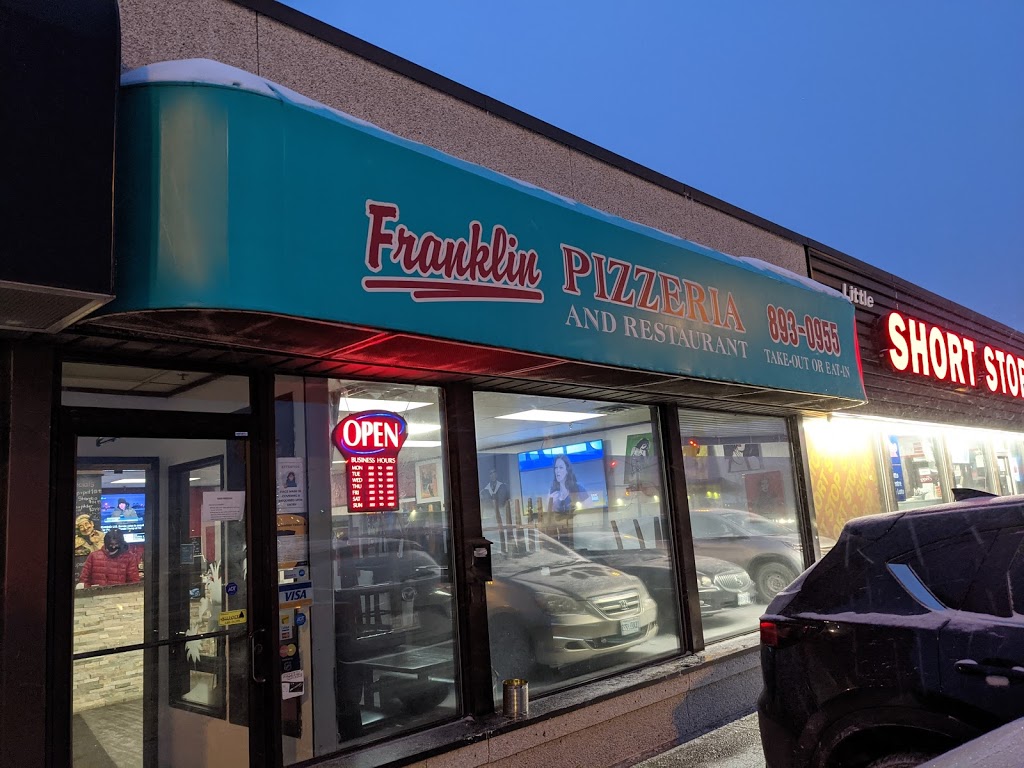 Franklin PIZZERIA
AND RESTAURANT
893-0955
TAKE-OUT OR EAT-IN
Little
SHORT STOP
OPEN
BUSINESS HOURS
MON
TUE
WED
THU
FRI
SAT
SUN
VISA